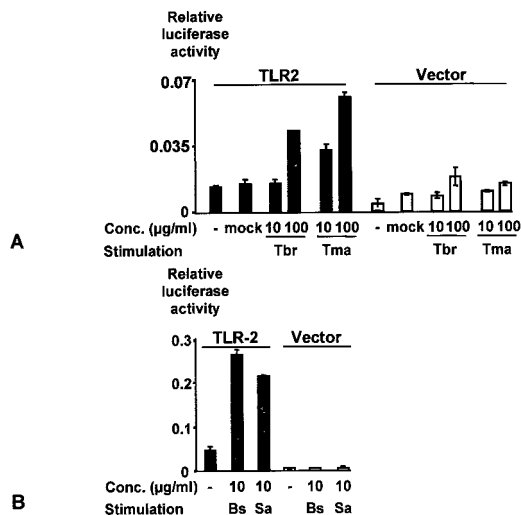 Relative
luciferase
activity
TLR2 Vector
0.07
0.035
0
Conc. (µg/ml) - mock 10 100 10 100 - mock 10 100 10 100
A
Stimulation Tbr Tma Tbr Tma
Relative
luciferase
activity
TLR-2 Vector
0.3
0.2
0.1
0
Conc. (µg/ml) - 10 10 - 10 10
B
Stimulation Bs Sa Bs Sa